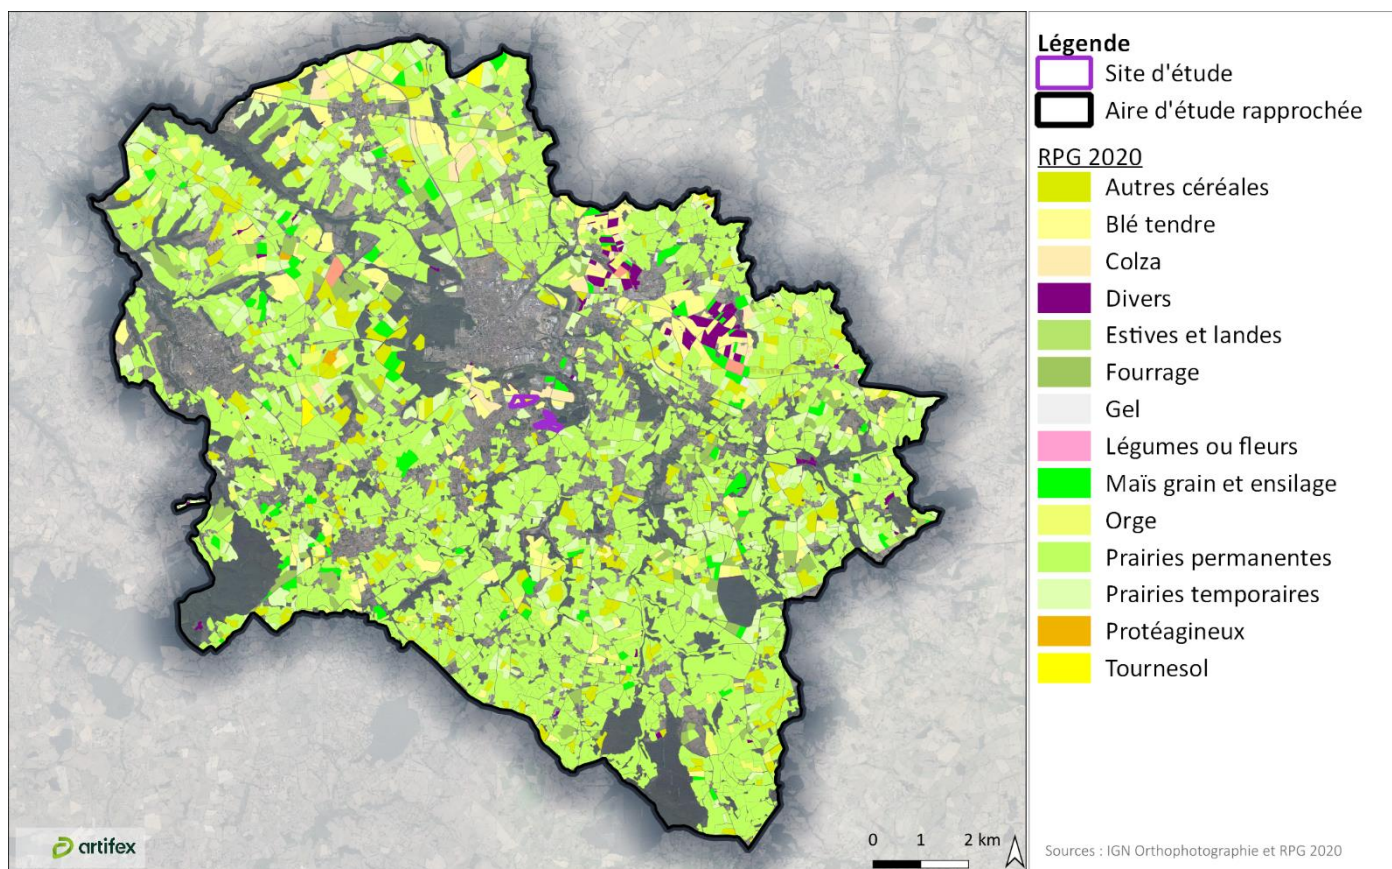 Légende
Site d'étude
Aire d'étude rapprochée
RPG 2020
Autres céréales
Blé tendre
Colza
Divers
Estives et landes
Fourrage
Gel
Légumes ou fleurs
Maïs grain et ensilage
Orge
Prairies permanentes
Prairies temporaires
Protéagineux
Tournesol
artifex
0 1 2 km
Sources : IGN Orthophotographie et RPG 2020